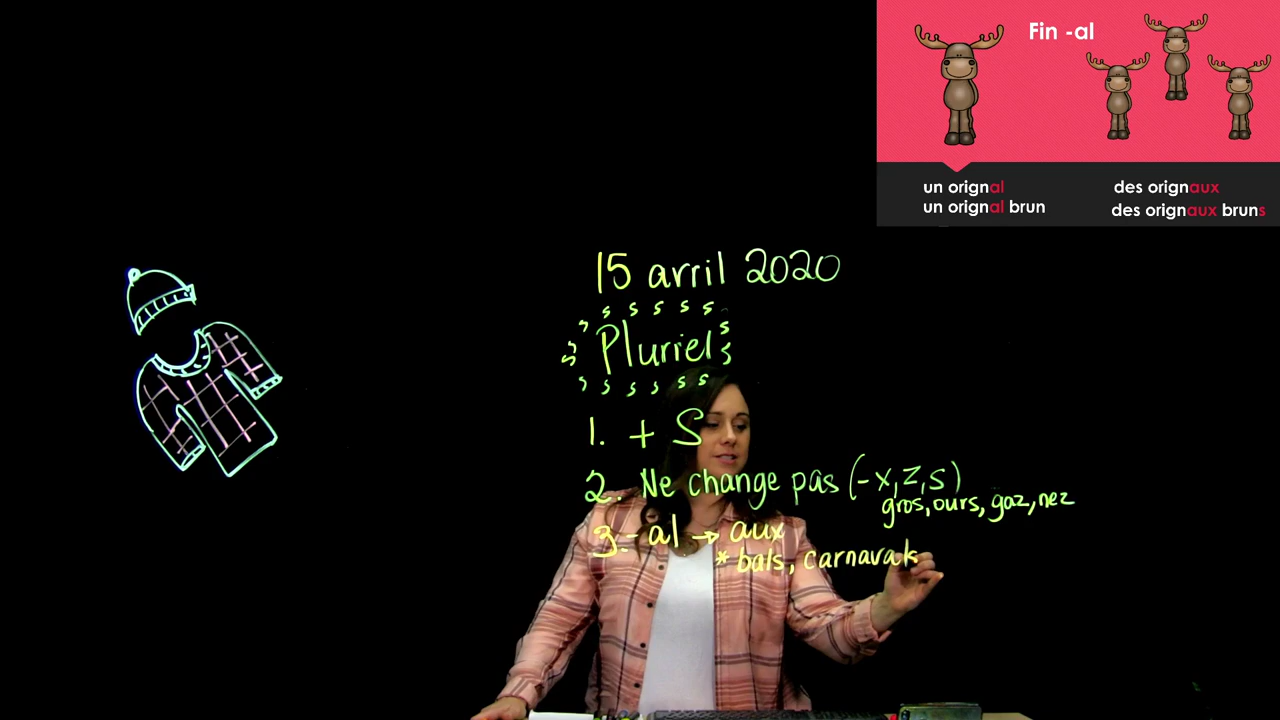 Fin -al
un orignal
un orignal brun
des orignaux
des orignaux bruns
15 avril 2020
s s s s s
s s Pluriel s s
s s s s s s
1. + S
2. Ne change pas (-x,z,s)
gros, ours, gaz, nez
3. -al → aux
* bals, carnavals